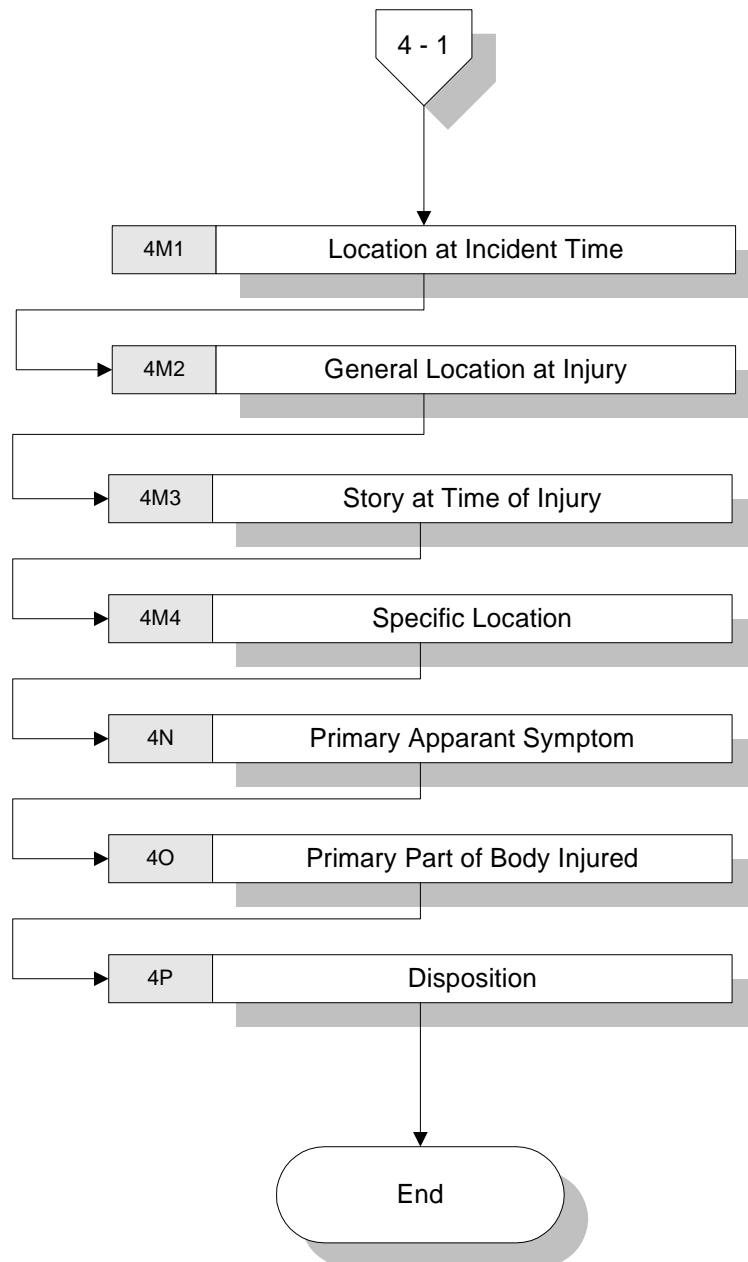 4 - 1
4M1 Location at Incident Time
4M2 General Location at Injury
4M3 Story at Time of Injury
4M4 Specific Location
4N Primary Apparant Symptom
4O Primary Part of Body Injured
4P Disposition
End